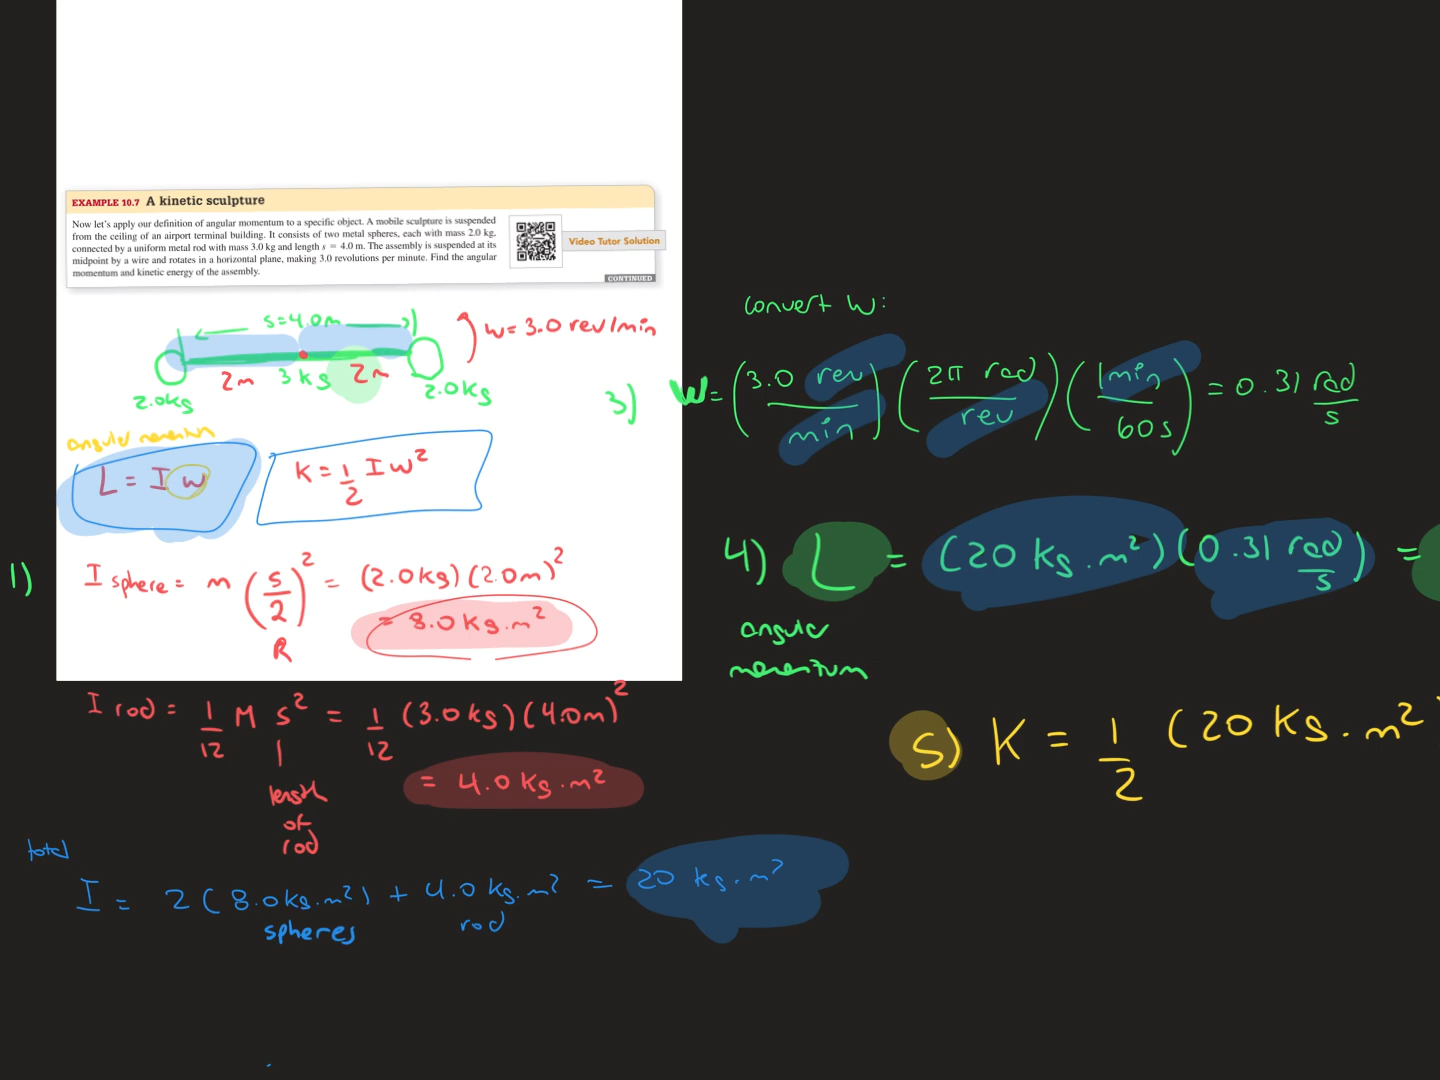 EXAMPLE 10.7 A kinetic sculpture
Now let's apply our definition of angular momentum to a specific object. A mobile sculpture is suspended
from the ceiling of an airport terminal building. It consists of two metal spheres, each with mass 2.0 kg,
connected by a uniform metal rod with mass 3.0 kg and length s = 4.0 m. The assembly is suspended at its
midpoint by a wire and rotates in a horizontal plane, making 3.0 revolutions per minute. Find the angular
momentum and kinetic energy of the assembly.
Video Tutor Solution
CONTINUED
s=4.0m
w= 3.0 rev/min
2m 3 kg 2m
2.0kg
2.0kg
angular momentum
L = I w
K = 1/2 I w²
1) I sphere = m (s/2)² = (2.0kg) (2.0m)²
R
= 8.0 kg.m²
I rod = 1/12 M s² = 1/12 (3.0kg) (4.0m)²
length
of
rod
= 4.0 kg.m²
total
I = 2 (8.0kg.m²) + 4.0 kg.m² = 20 kg.m²
spheres rod
convert w:
3) w= (3.0 rev/min) (2π rad/rev) (1min/60s) = 0.31 rad/s
4) L = (20 kg.m²) (0.31 rad/s) =
angular
momentum
5) K = 1/2 (20 kg.m²